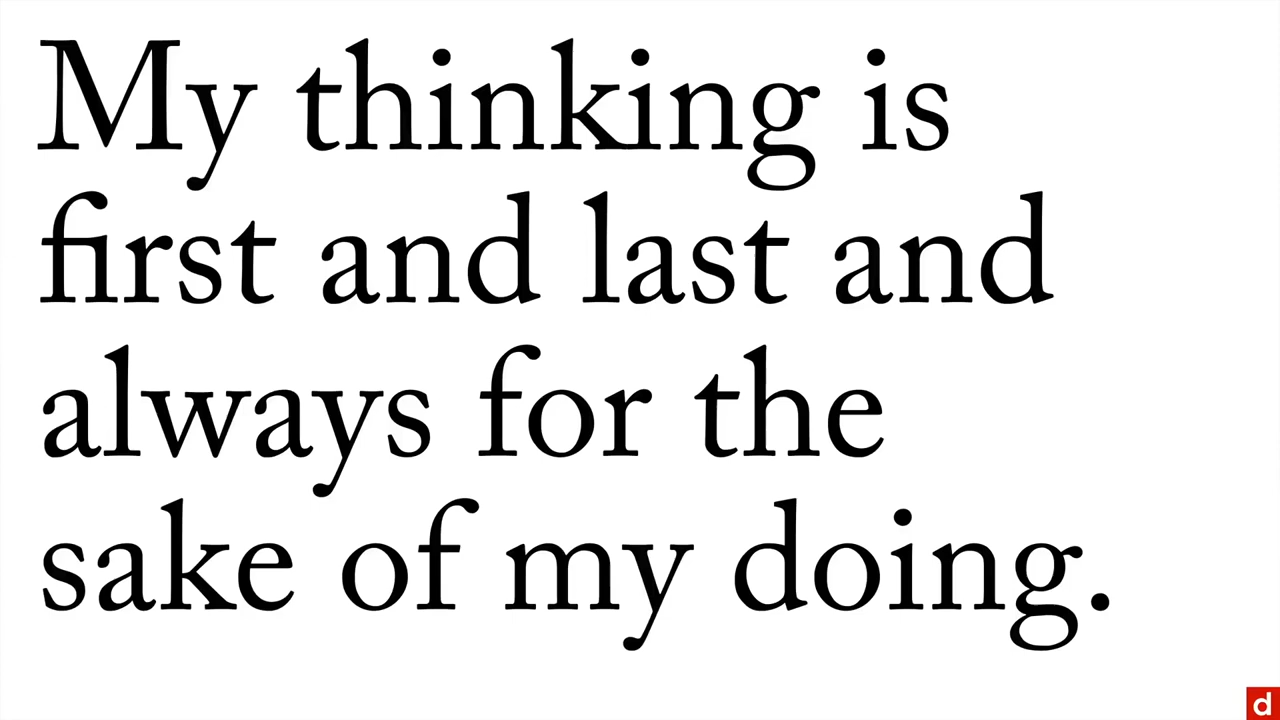 My thinking is
first and last and
always for the
sake of my doing.
d